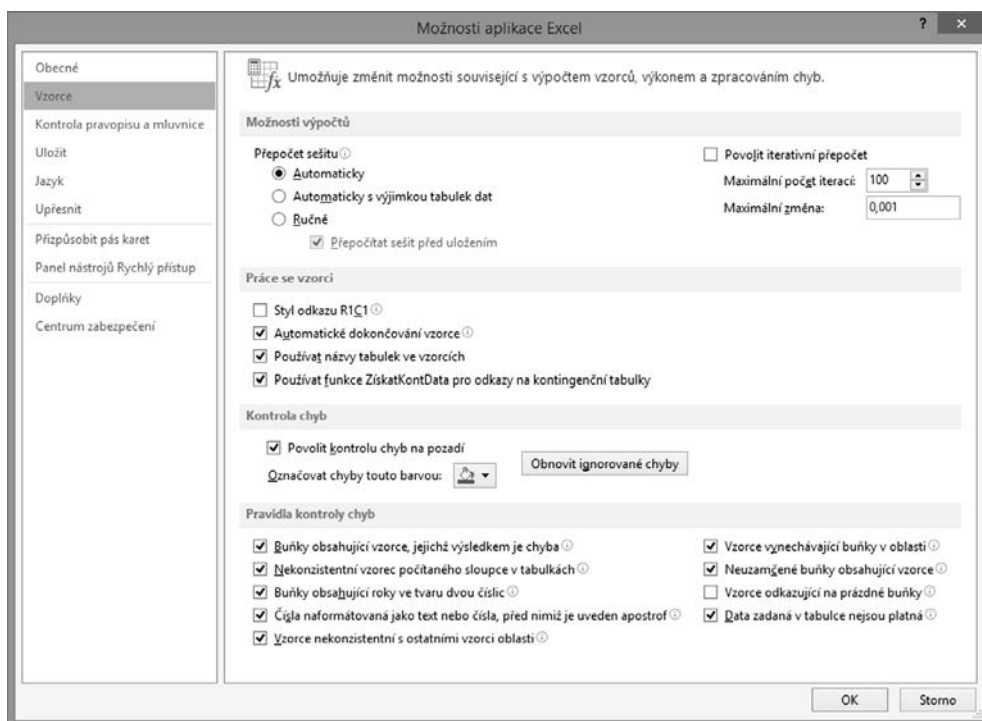 Možnosti aplikace Excel
?
Obecné
Vzorce
Kontrola pravopisu a mluvnice
Uložit
Jazyk
Upřesnit
Přizpůsobit pás karet
Panel nástrojů Rychlý přístup
Doplňky
Centrum zabezpečení
Umožňuje změnit možnosti související s výpočtem vzorců, výkonem a zpracováním chyb.
Možnosti výpočtů
Přepočet sešitu
Automaticky
Automaticky s výjimkou tabulek dat
Ručně
Přepočítat sešit před uložením
Povolit iterativní přepočet
Maximální počet iterací: 100
Maximální změna: 0,001
Práce se vzorci
Styl odkazu R1C1
Automatické dokončování vzorce
Používat názvy tabulek ve vzorcích
Používat funkce ZískatKontData pro odkazy na kontingenční tabulky
Kontrola chyb
Povolit kontrolu chyb na pozadí
Označovat chyby touto barvou:
Obnovit ignorované chyby
Pravidla kontroly chyb
Buňky obsahující vzorce, jejichž výsledkem je chyba
Nekonzistentní vzorec počítaného sloupce v tabulkách
Buňky obsahující roky ve tvaru dvou číslic
Čísla naformátovaná jako text nebo čísla, před nimiž je uveden apostrof
Vzorce nekonzistentní s ostatními vzorci oblasti
Vzorce vynechávající buňky v oblasti
Neuzamčené buňky obsahující vzorce
Vzorce odkazující na prázdné buňky
Data zadaná v tabulce nejsou platná
OK
Storno